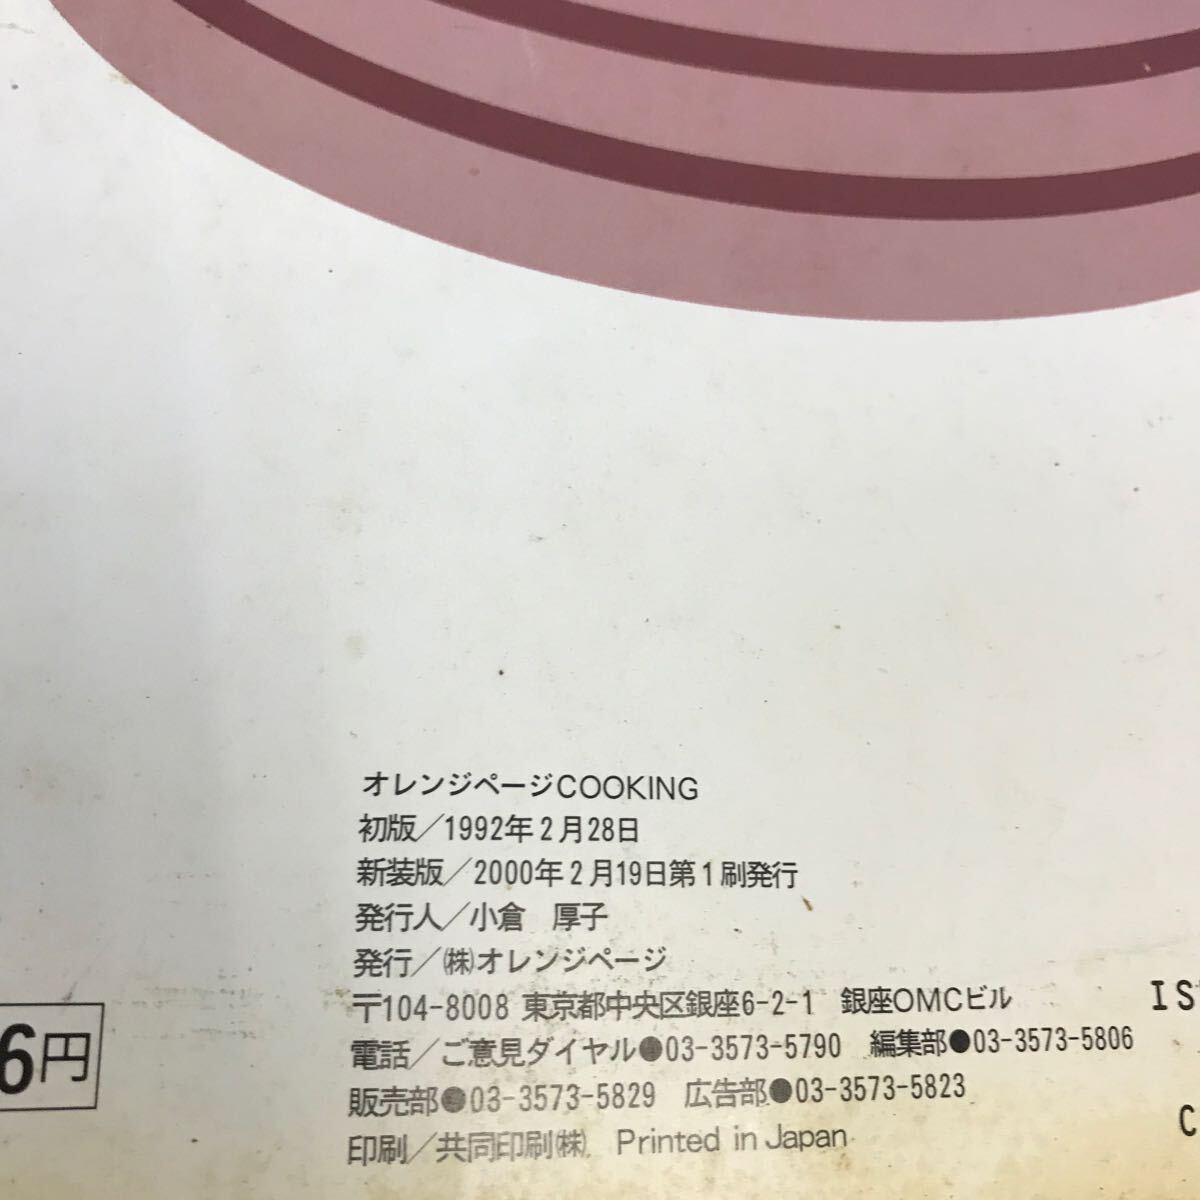 オレンジページCOOKING
初版／1992年2月28日
新装版／2000年2月19日第1刷発行
発行人／小倉　厚子
発行／㈱オレンジページ
〒104-8008 東京都中央区銀座6-2-1　銀座OMCビル
電話／ご意見ダイヤル●03-3573-5790　編集部●03-3573-5806
販売部●03-3573-5829　広告部●03-3573-5823
印刷／共同印刷㈱　Printed in Japan
6円
IS
C